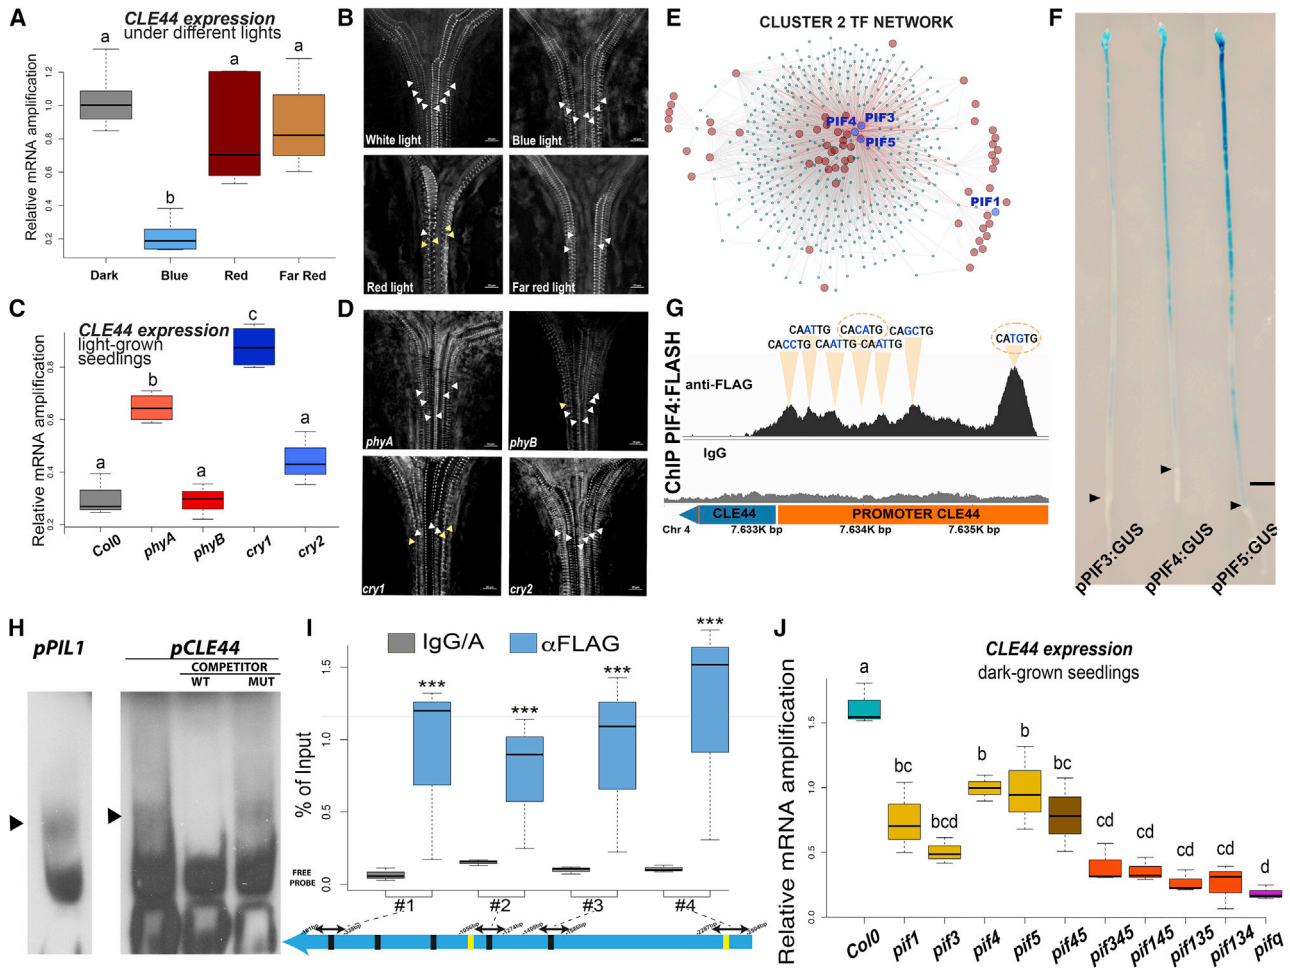 A
CLE44 expression
under different lights
Relative mRNA amplification
1.2
1.0
0.8
0.6
0.4
0.2
a
b
a
a
Dark
Blue
Red
Far Red
B
White light
Blue light
Red light
Far red light
C
CLE44 expression
light-grown
seedlings
Relative mRNA amplification
0.8
0.6
0.4
0.2
a
b
a
c
a
Col0
phyA
phyB
cry1
cry2
D
phyA
phyB
cry1
cry2
E
CLUSTER 2 TF NETWORK
PIF4
PIF3
PIF5
PIF1
F
pPIF3:GUS
pPIF4:GUS
pPIF5:GUS
G
ChIP PIF4:FLASH
CAATTG
CACATG
CAGCTG
CACCTG
CAATTG
CAATTG
CATGTG
anti-FLAG
IgG
CLE44
PROMOTER CLE44
Chr 4
7.633K bp
7.634K bp
7.635K bp
H
pPIL1
pCLE44
COMPETITOR
WT
MUT
FREE
PROBE
I
IgG/A
αFLAG
% of Input
1.5
1.0
0.5
0.0
***
***
***
***
#1
#2
#3
#4
J
CLE44 expression
dark-grown seedlings
Relative mRNA amplification
1.5
1.0
0.5
0.0
a
bc
bcd
b
b
bc
cd
cd
cd
cd
d
Col0
pif1
pif3
pif4
pif5
pif45
pif345
pif145
pif135
pif134
pifq